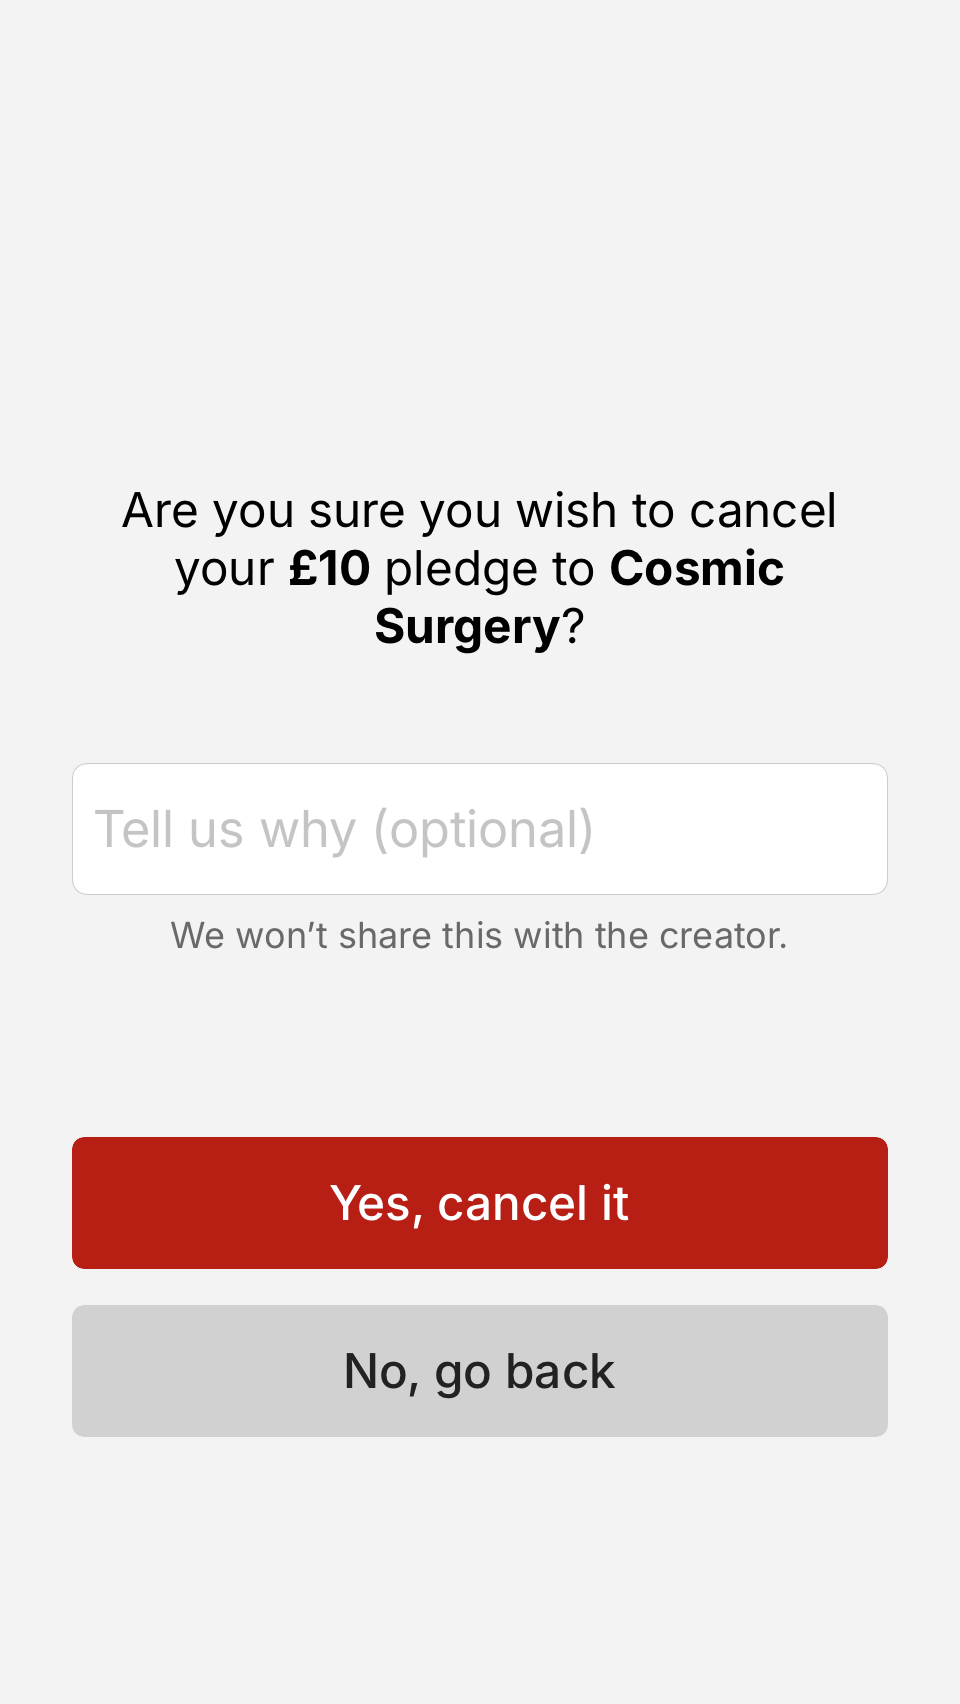 Are you sure you wish to cancel
your £10 pledge to Cosmic
Surgery?
Tell us why (optional)
We won’t share this with the creator.
Yes, cancel it
No, go back